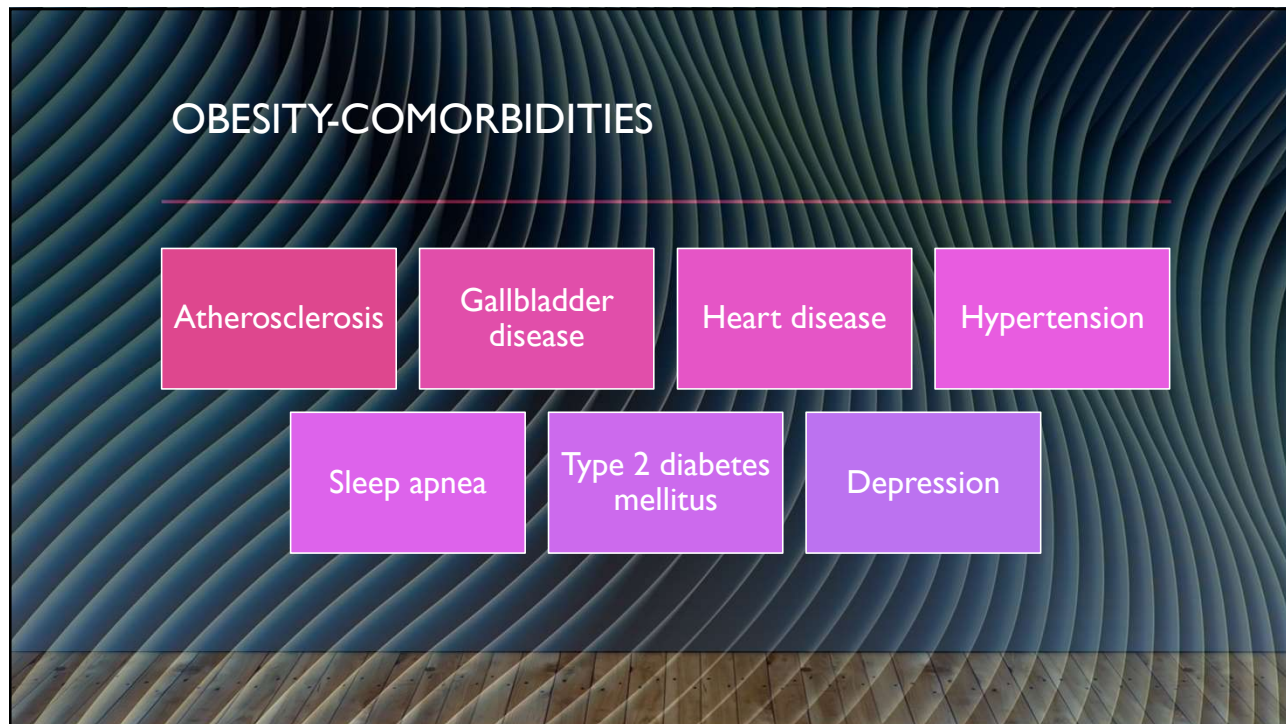 OBESITY-COMORBIDITIES
Atherosclerosis
Gallbladder
disease
Heart disease
Hypertension
Sleep apnea
Type 2 diabetes
mellitus
Depression